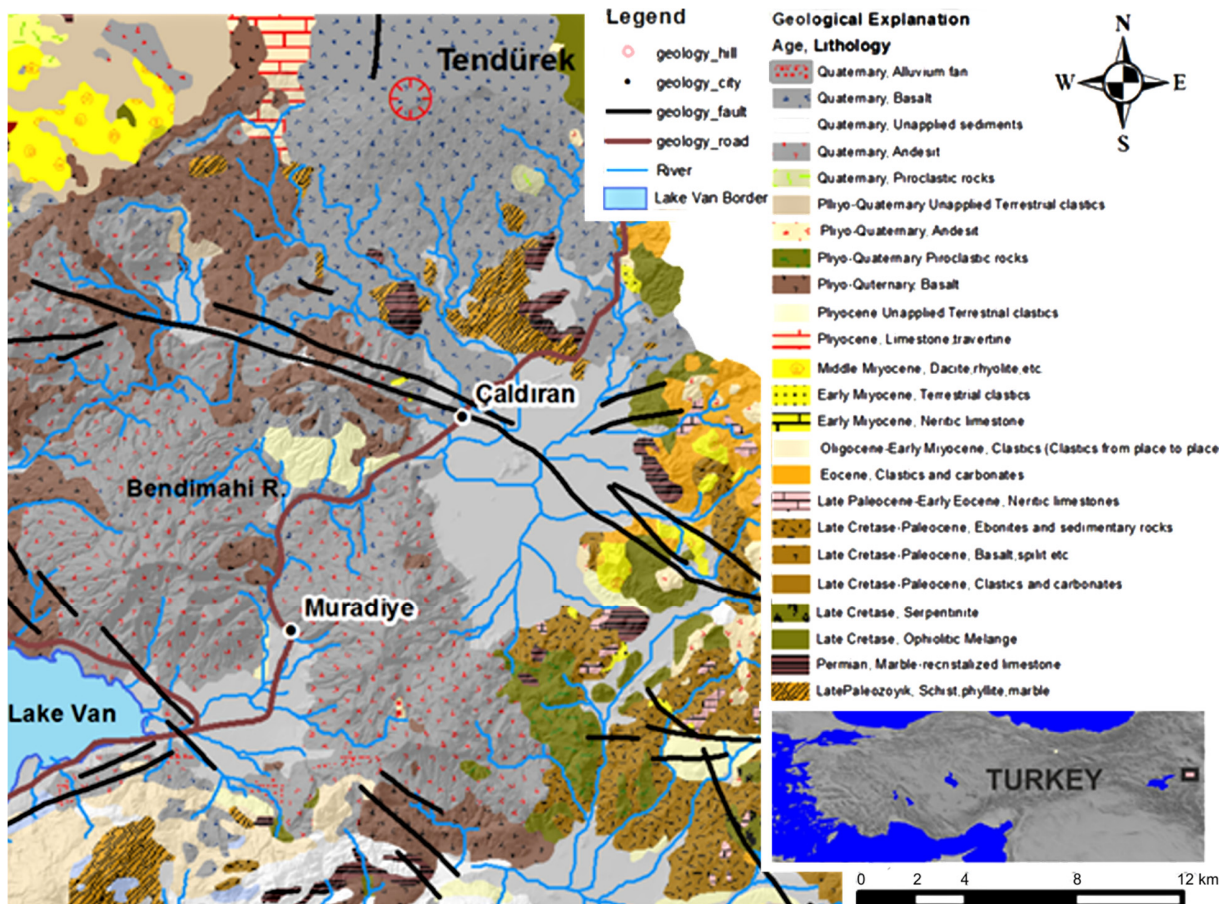 Legend
geology_hill
geology_city
geology_fault
geology_road
River
Lake Van Border
Geological Explanation
Age, Lithology
Quaternary, Alluvium fan
Quaternary, Basalt
Quaternary, Unapplied sediments
Quaternary, Andesit
Quaternary, Piroclastic rocks
Plliyo-Quaternary Unapplied Terrestrial clastics
Pliyo-Quaternary, Andesit
Pliyo-Quaternary Piroclastic rocks
Pliyo-Quternary, Basalt
Pliyocene Unapplied Terrestrial clastics
Pliyocene, Limestone,travertine
Middle Miyocene, Dacite,rhyolite,etc
Early Miyocene, Terrestrial clastics
Early Miyocene, Neritic limestone
Oligocene-Early Miyocene, Clastics (Clastics from place to place
Eocene, Clastics and carbonates
Late Paleocene-Early Eocene, Neritic limestones
Late Cretase-Paleocene, Ebonites and sedimentary rocks
Late Cretase-Paleocene, Basalt,spilit etc
Late Cretase-Paleocene, Clastics and carbonates
Late Cretase, Serpentinite
Late Cretase, Ophiolitic Melange
Permian, Marble-recristalized limestone
LatePaleozoyik, Schist,phyllite,marble
N
W
E
S
Tendürek
Çaldıran
Bendimahi R.
Muradiye
Lake Van
TURKEY
0 2 4 8 12 km